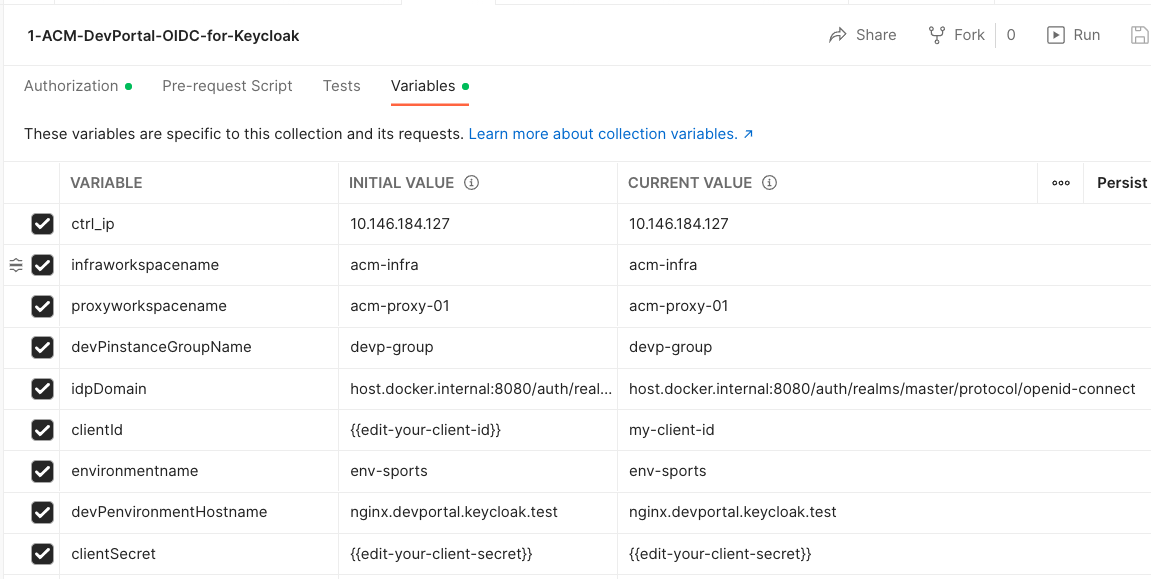 1-ACM-DevPortal-OIDC-for-Keycloak Share Fork 0 Run
Authorization Pre-request Script Tests Variables
These variables are specific to this collection and its requests. Learn more about collection variables. ↗
VARIABLE INITIAL VALUE CURRENT VALUE Persist
ctrl_ip 10.146.184.127 10.146.184.127
infraworkspacename acm-infra acm-infra
proxyworkspacename acm-proxy-01 acm-proxy-01
devPinstanceGroupName devp-group devp-group
idpDomain host.docker.internal:8080/auth/real... host.docker.internal:8080/auth/realms/master/protocol/openid-connect
clientId {{edit-your-client-id}} my-client-id
environmentname env-sports env-sports
devPenvironmentHostname nginx.devportal.keycloak.test nginx.devportal.keycloak.test
clientSecret {{edit-your-client-secret}} {{edit-your-client-secret}}